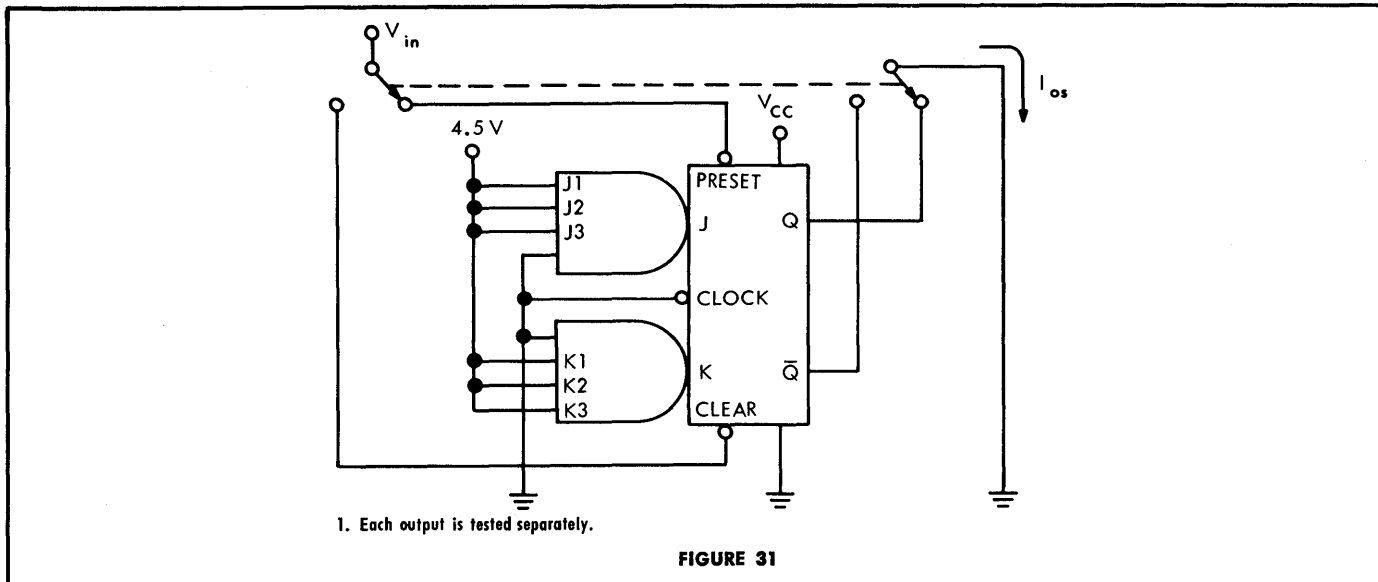 V in
4.5 V
V CC
I os
J1
J2
J3
PRESET
J
Q
CLOCK
K1
K2
K3
K
Q̅
CLEAR
1. Each output is tested separately.
FIGURE 31